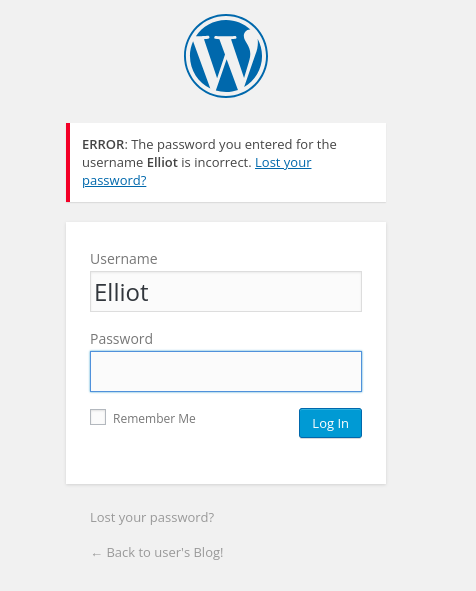 ERROR: The password you entered for the
username Elliot is incorrect. Lost your
password?
Username
Elliot
Password
Remember Me
Log In
Lost your password?
← Back to user's Blog!